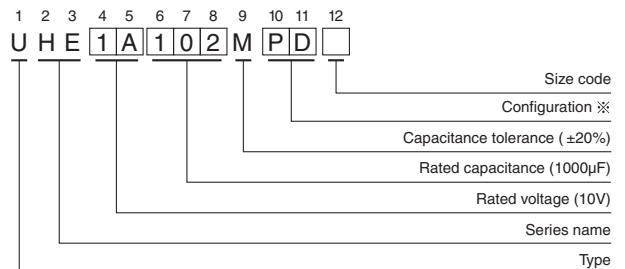 1 2 3 4 5 6 7 8 9 10 11 12
U H E 1 A 1 0 2 M P D
Size code
Configuration ※
Capacitance tolerance ( ±20%)
Rated capacitance (1000µF)
Rated voltage (10V)
Series name
Type